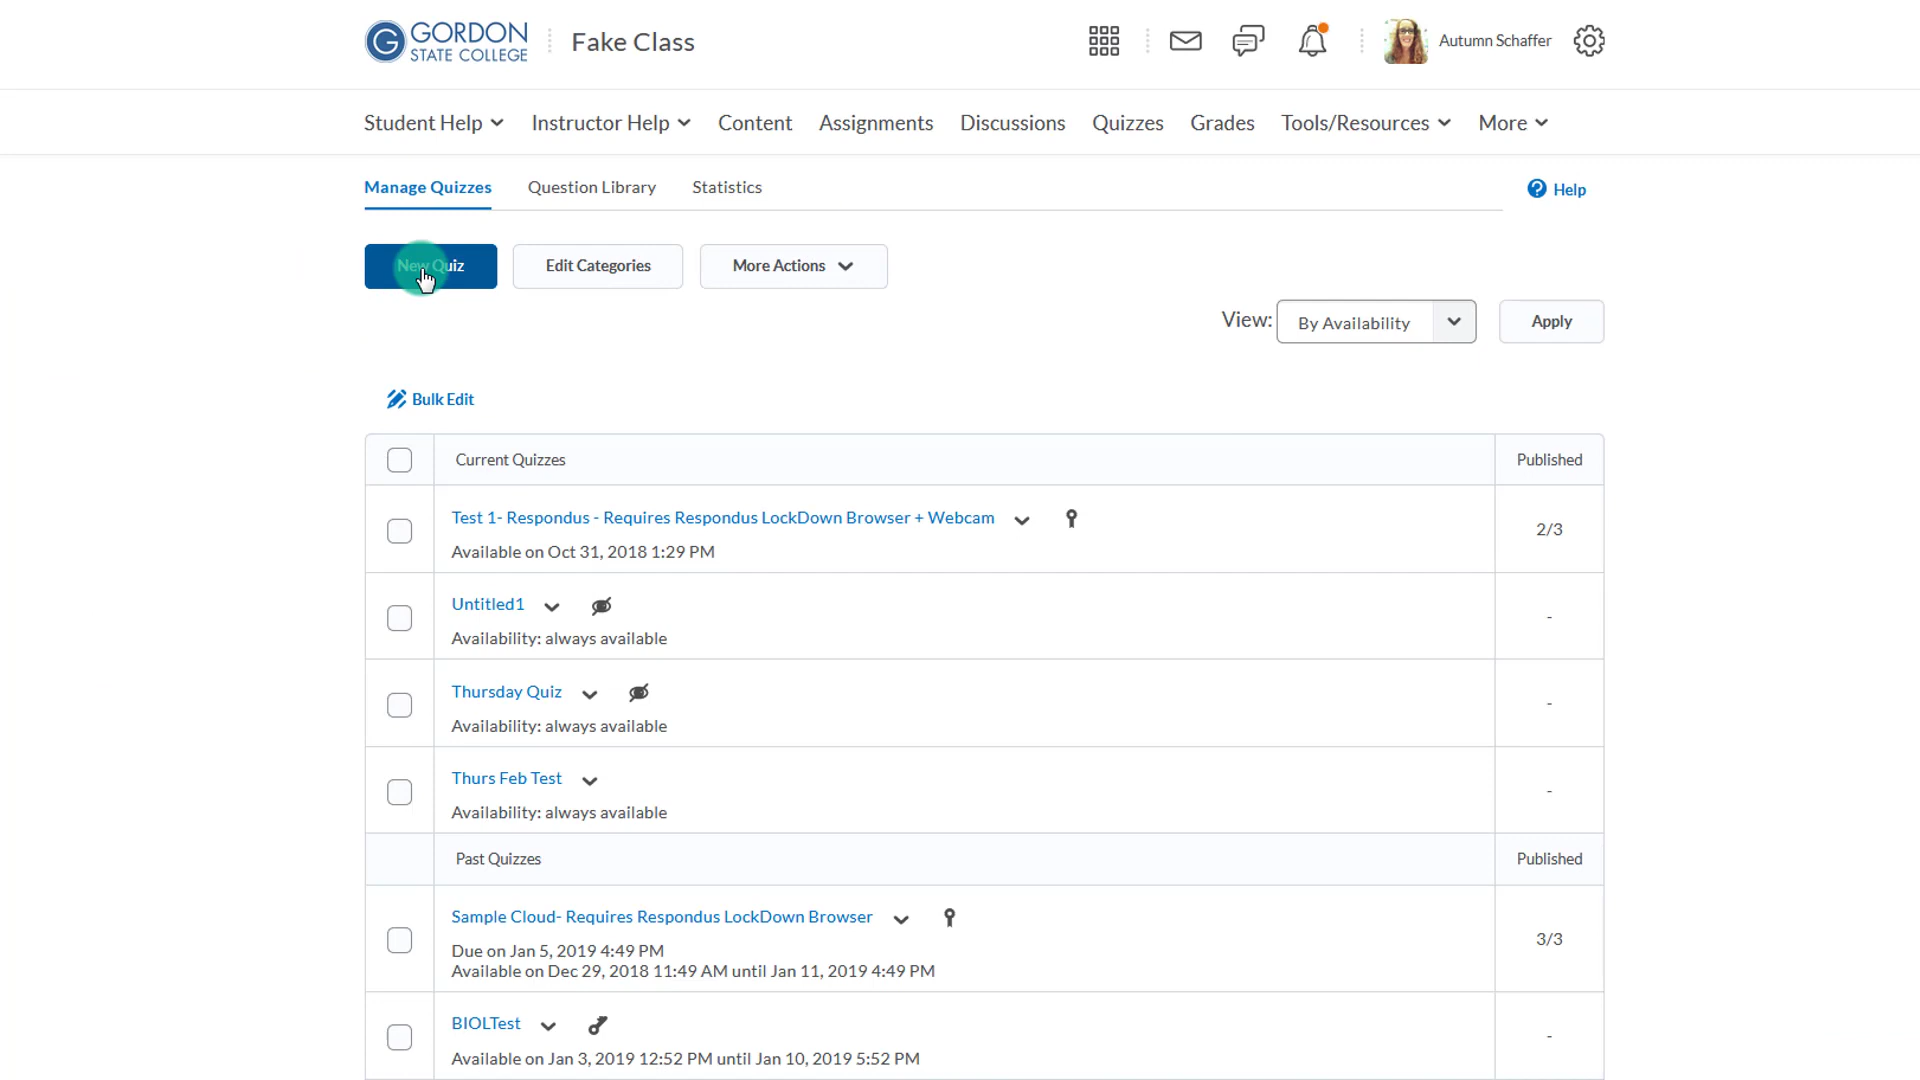 GORDON
STATE COLLEGE
Fake Class
Autumn Schaffer
Student Help
Instructor Help
Content
Assignments
Discussions
Quizzes
Grades
Tools/Resources
More
Manage Quizzes
Question Library
Statistics
Help
New Quiz
Edit Categories
More Actions
View:
By Availability
Apply
Bulk Edit
Current Quizzes
Published
Test 1- Respondus - Requires Respondus LockDown Browser + Webcam
Available on Oct 31, 2018 1:29 PM
2/3
Untitled1
Availability: always available
-
Thursday Quiz
Availability: always available
-
Thurs Feb Test
Availability: always available
-
Past Quizzes
Published
Sample Cloud- Requires Respondus LockDown Browser
Due on Jan 5, 2019 4:49 PM
Available on Dec 29, 2018 11:49 AM until Jan 11, 2019 4:49 PM
3/3
BIOLTest
Available on Jan 3, 2019 12:52 PM until Jan 10, 2019 5:52 PM
-